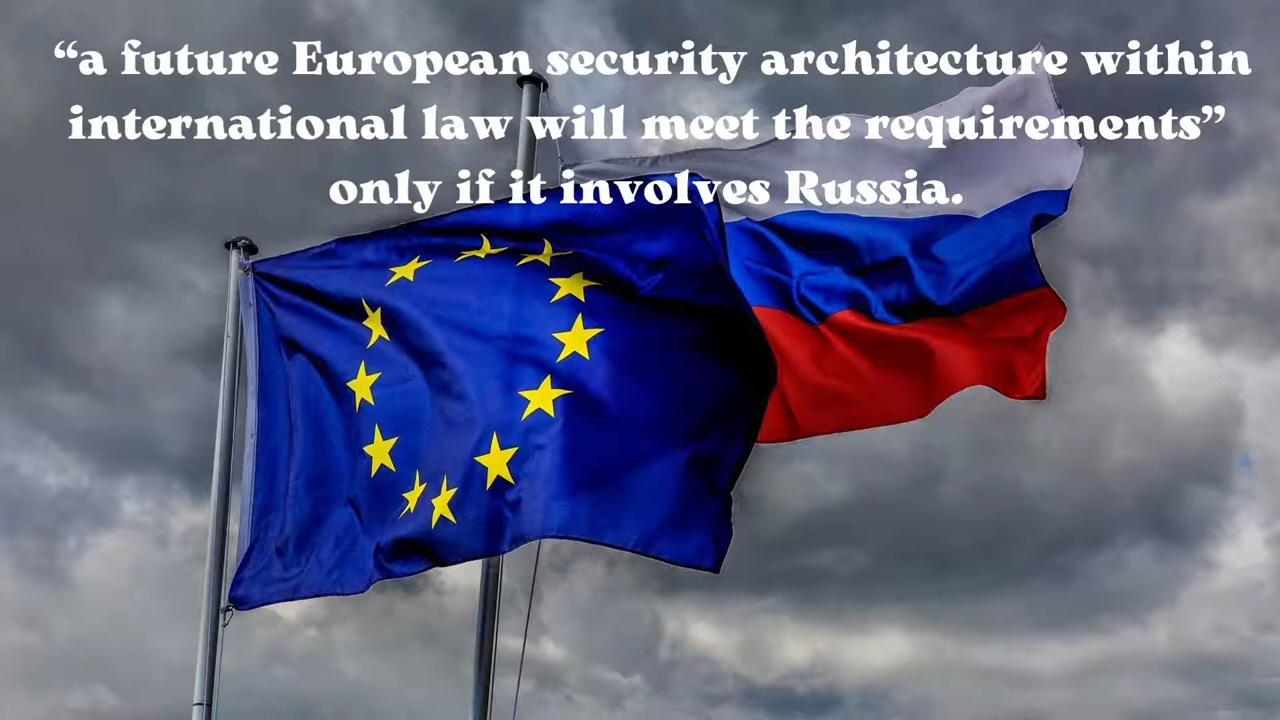 “a future European security architecture within
international law will meet the requirements”
only if it involves Russia.